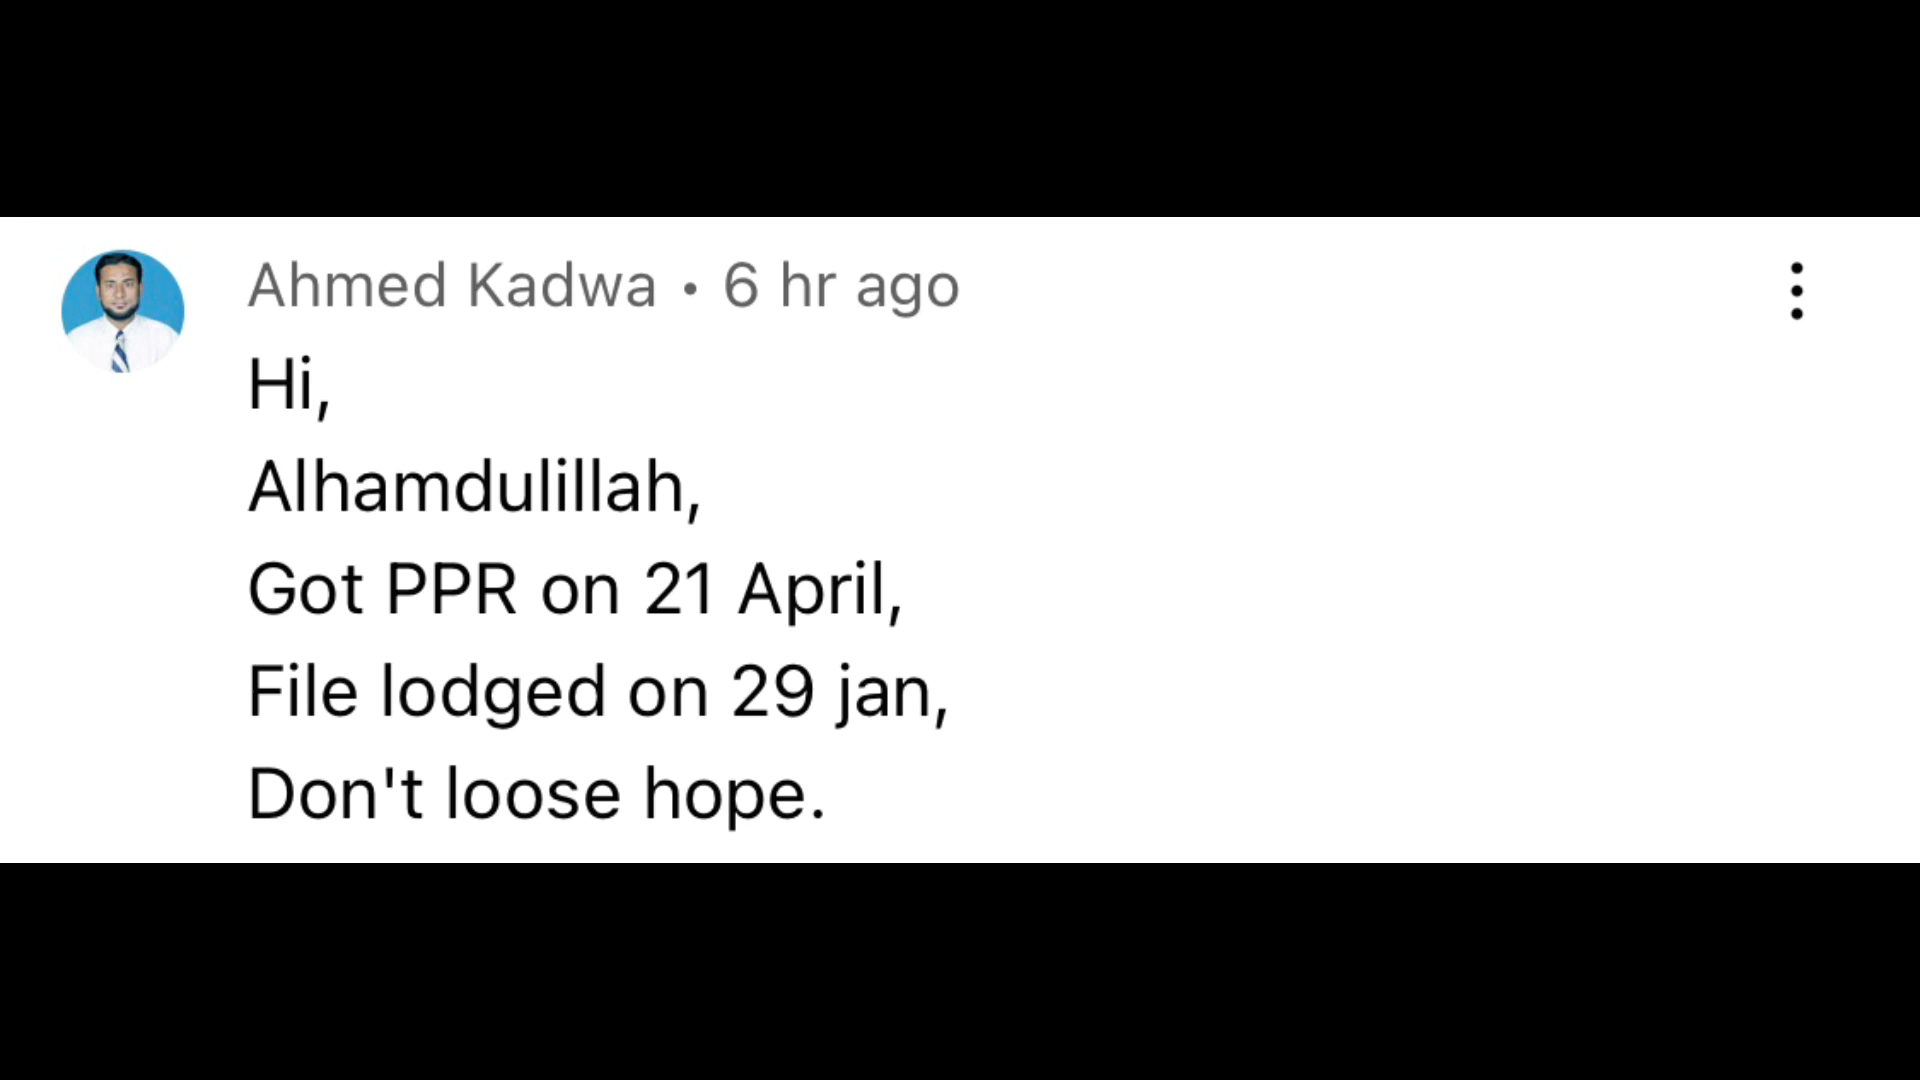 Ahmed Kadwa • 6 hr ago
Hi,
Alhamdulillah,
Got PPR on 21 April,
File lodged on 29 jan,
Don't loose hope.